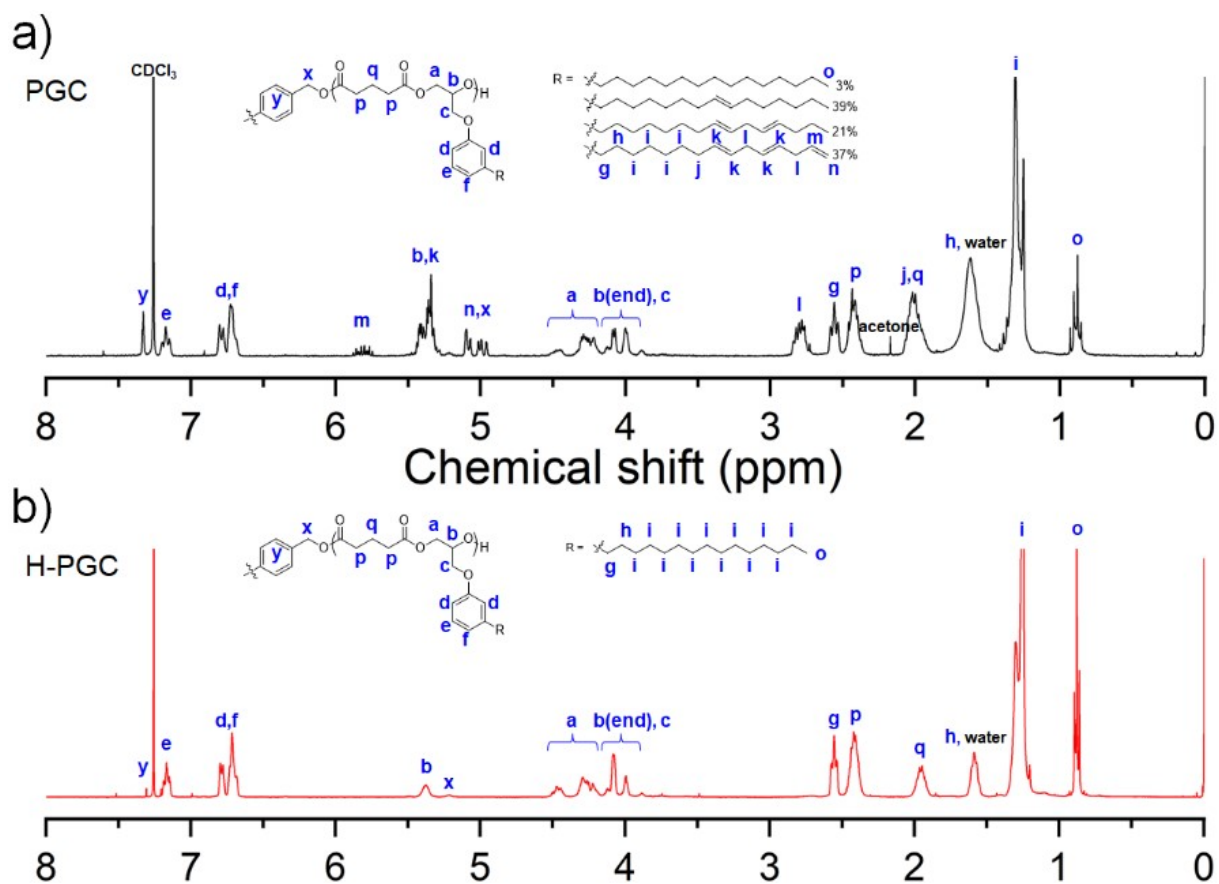 a)
PGC
CDCl3
x O q O a b O H
y O p p O c O
d d
e R
f
R = o
3%
39%
21%
h i i k l k m
37%
g i i j k k l n
y e d,f m b,k n,x a b(end), c l g p acetone j,q h, water i o
8 7 6 5 4 3 2 1 0
Chemical shift (ppm)
b)
H-PGC
x O q O a b O H
y O p p O c O
d d
e R
f
h i i i i i i i
R = o
g i i i i i i
y e d,f b x a b(end), c g p q h, water i o
8 7 6 5 4 3 2 1 0